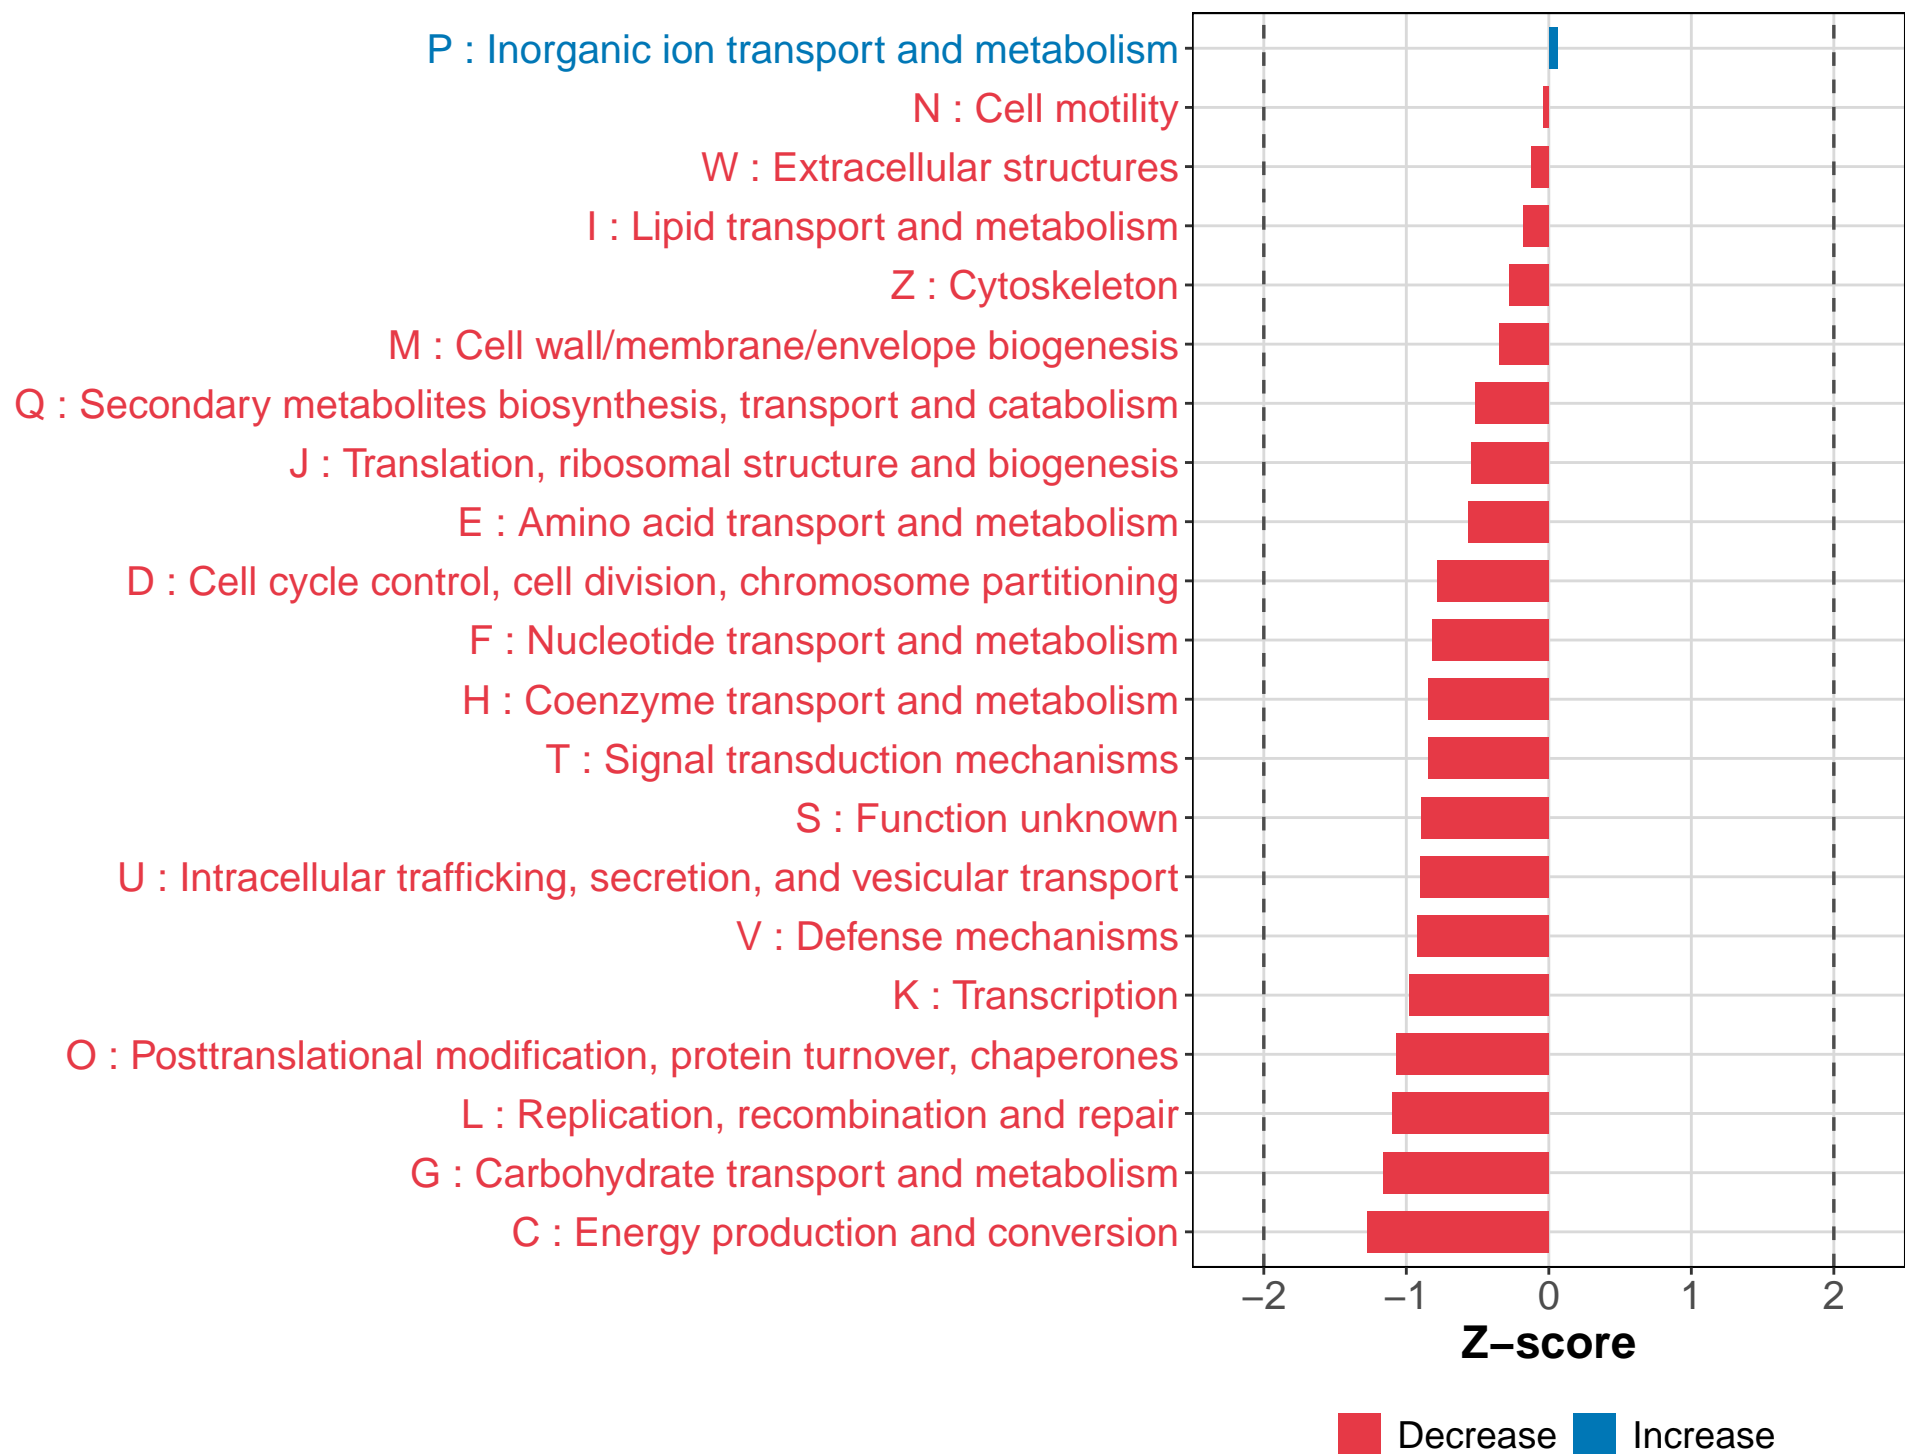 P : Inorganic ion transport and metabolism
N : Cell motility
W : Extracellular structures
I : Lipid transport and metabolism
Z : Cytoskeleton
M : Cell wall/membrane/envelope biogenesis
Q : Secondary metabolites biosynthesis, transport and catabolism
J : Translation, ribosomal structure and biogenesis
E : Amino acid transport and metabolism
D : Cell cycle control, cell division, chromosome partitioning
F : Nucleotide transport and metabolism
H : Coenzyme transport and metabolism
T : Signal transduction mechanisms
S : Function unknown
U : Intracellular trafficking, secretion, and vesicular transport
V : Defense mechanisms
K : Transcription
O : Posttranslational modification, protein turnover, chaperones
L : Replication, recombination and repair
G : Carbohydrate transport and metabolism
C : Energy production and conversion
−2 −1 0 1 2
Z−score
Decrease Increase